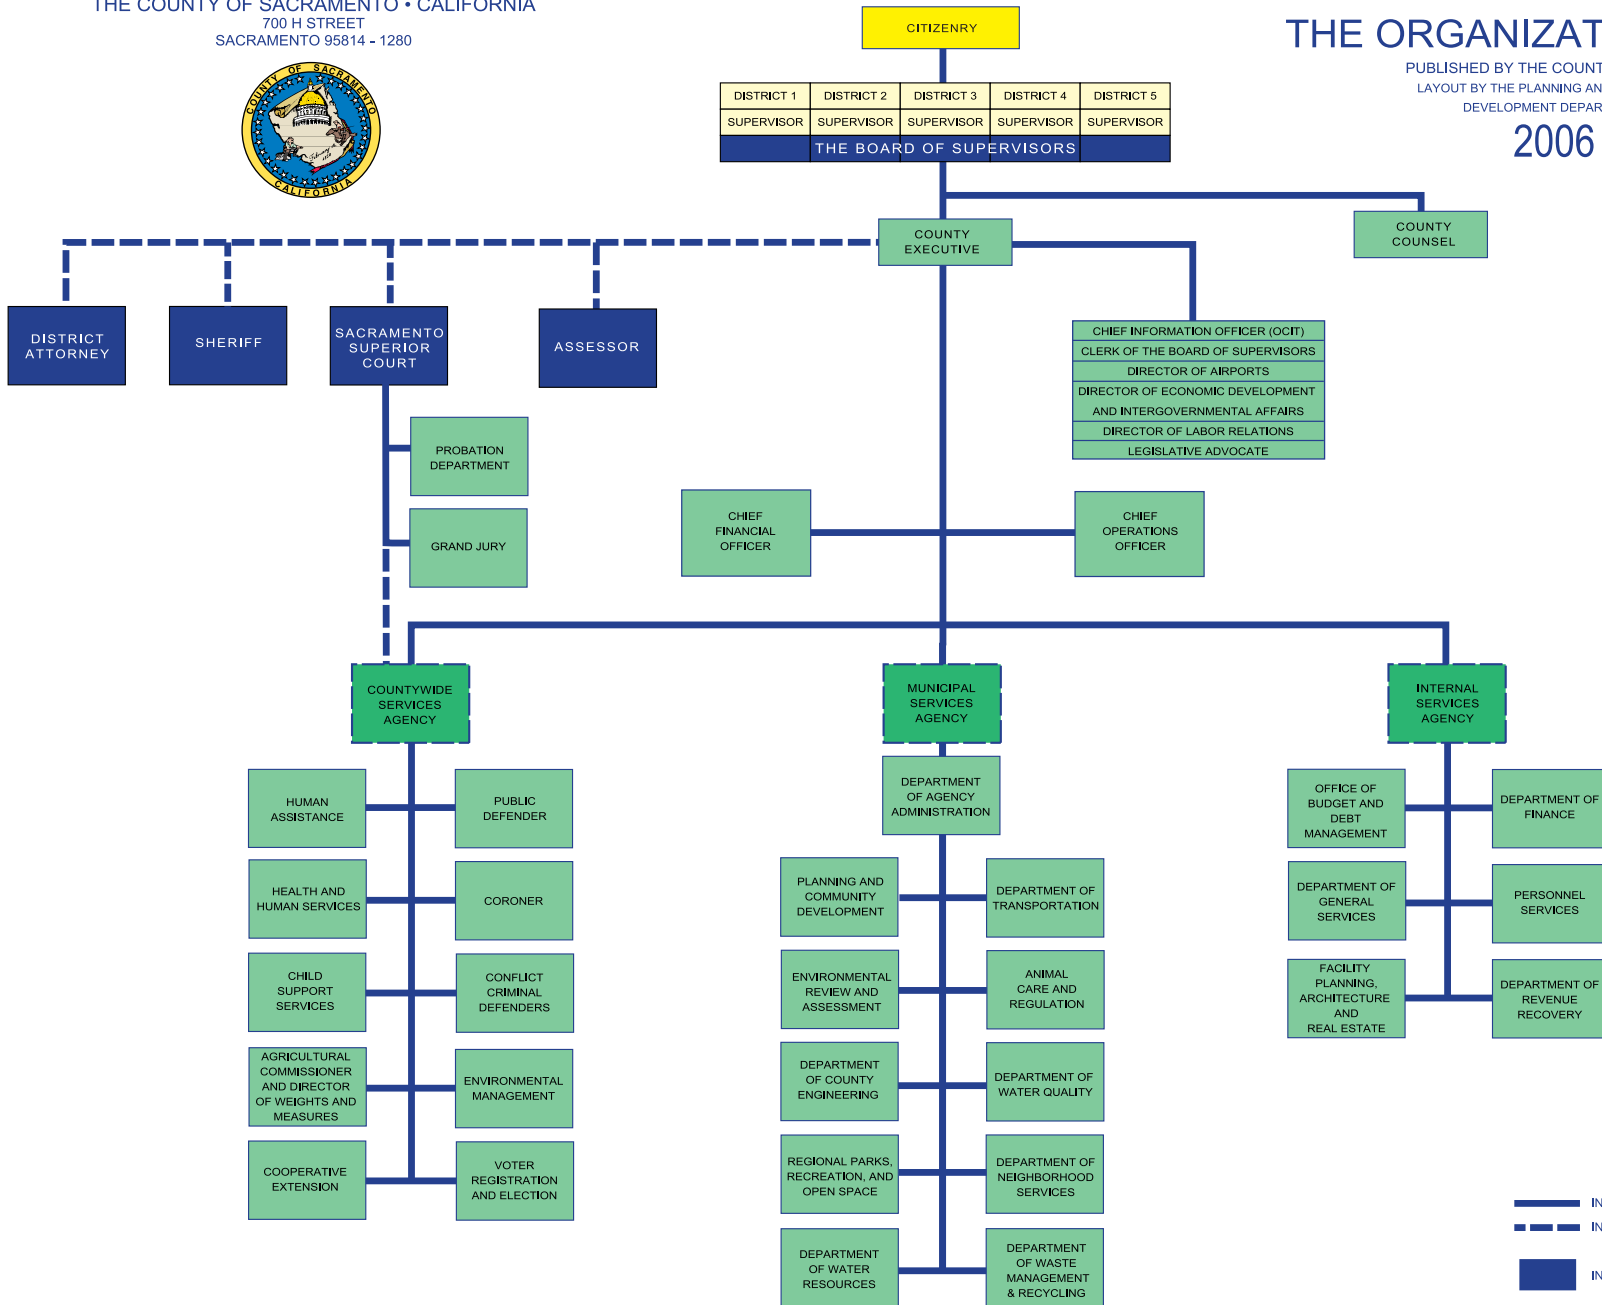 THE COUNTY OF SACRAMENTO • CALIFORNIA
700 H STREET
SACRAMENTO 95814 - 1280
COUNTY OF SACRAMENTO
CALIFORNIA
THE ORGANIZAT
PUBLISHED BY THE COUNT
LAYOUT BY THE PLANNING AN
DEVELOPMENT DEPAR
2006
CITIZENRY
DISTRICT 1 DISTRICT 2 DISTRICT 3 DISTRICT 4 DISTRICT 5
SUPERVISOR SUPERVISOR SUPERVISOR SUPERVISOR SUPERVISOR
THE BOARD OF SUPERVISORS
COUNTY
EXECUTIVE
COUNTY
COUNSEL
DISTRICT
ATTORNEY
SHERIFF
SACRAMENTO
SUPERIOR
COURT
ASSESSOR
CHIEF INFORMATION OFFICER (OCIT)
CLERK OF THE BOARD OF SUPERVISORS
DIRECTOR OF AIRPORTS
DIRECTOR OF ECONOMIC DEVELOPMENT
AND INTERGOVERNMENTAL AFFAIRS
DIRECTOR OF LABOR RELATIONS
LEGISLATIVE ADVOCATE
PROBATION
DEPARTMENT
GRAND JURY
CHIEF
FINANCIAL
OFFICER
CHIEF
OPERATIONS
OFFICER
COUNTYWIDE
SERVICES
AGENCY
MUNICIPAL
SERVICES
AGENCY
INTERNAL
SERVICES
AGENCY
HUMAN
ASSISTANCE
PUBLIC
DEFENDER
HEALTH AND
HUMAN SERVICES
CORONER
CHILD
SUPPORT
SERVICES
CONFLICT
CRIMINAL
DEFENDERS
AGRICULTURAL
COMMISSIONER
AND DIRECTOR
OF WEIGHTS AND
MEASURES
ENVIRONMENTAL
MANAGEMENT
COOPERATIVE
EXTENSION
VOTER
REGISTRATION
AND ELECTION
DEPARTMENT
OF AGENCY
ADMINISTRATION
PLANNING AND
COMMUNITY
DEVELOPMENT
DEPARTMENT OF
TRANSPORTATION
ENVIRONMENTAL
REVIEW AND
ASSESSMENT
ANIMAL
CARE AND
REGULATION
DEPARTMENT
OF COUNTY
ENGINEERING
DEPARTMENT OF
WATER QUALITY
REGIONAL PARKS,
RECREATION, AND
OPEN SPACE
DEPARTMENT OF
NEIGHBORHOOD
SERVICES
DEPARTMENT
OF WATER
RESOURCES
DEPARTMENT
OF WASTE
MANAGEMENT
& RECYCLING
OFFICE OF
BUDGET AND
DEBT
MANAGEMENT
DEPARTMENT OF
FINANCE
DEPARTMENT OF
GENERAL
SERVICES
PERSONNEL
SERVICES
FACILITY
PLANNING,
ARCHITECTURE
AND
REAL ESTATE
DEPARTMENT OF
REVENUE
RECOVERY
IN
IN
IN